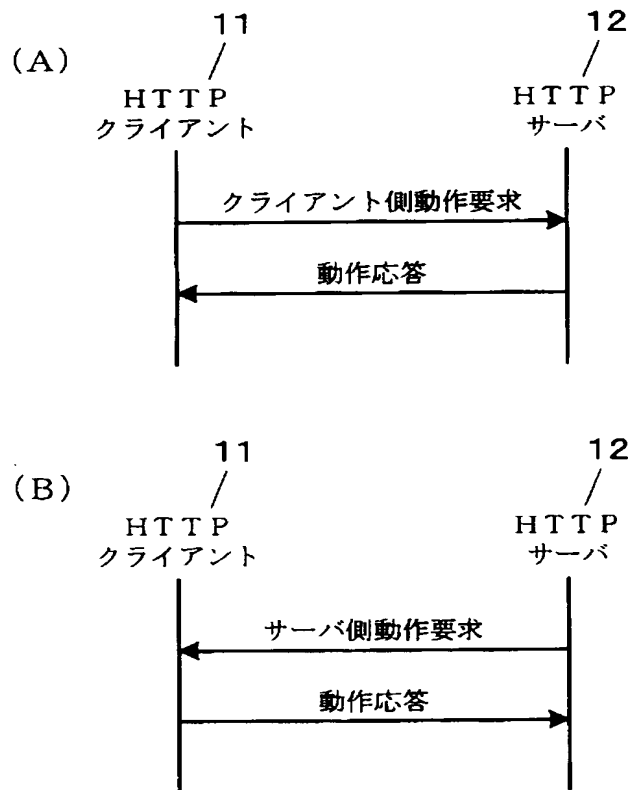 (A)
11
12
HTTP
クライアント
HTTP
サーバ
クライアント側動作要求
動作応答
(B)
11
12
HTTP
クライアント
HTTP
サーバ
サーバ側動作要求
動作応答